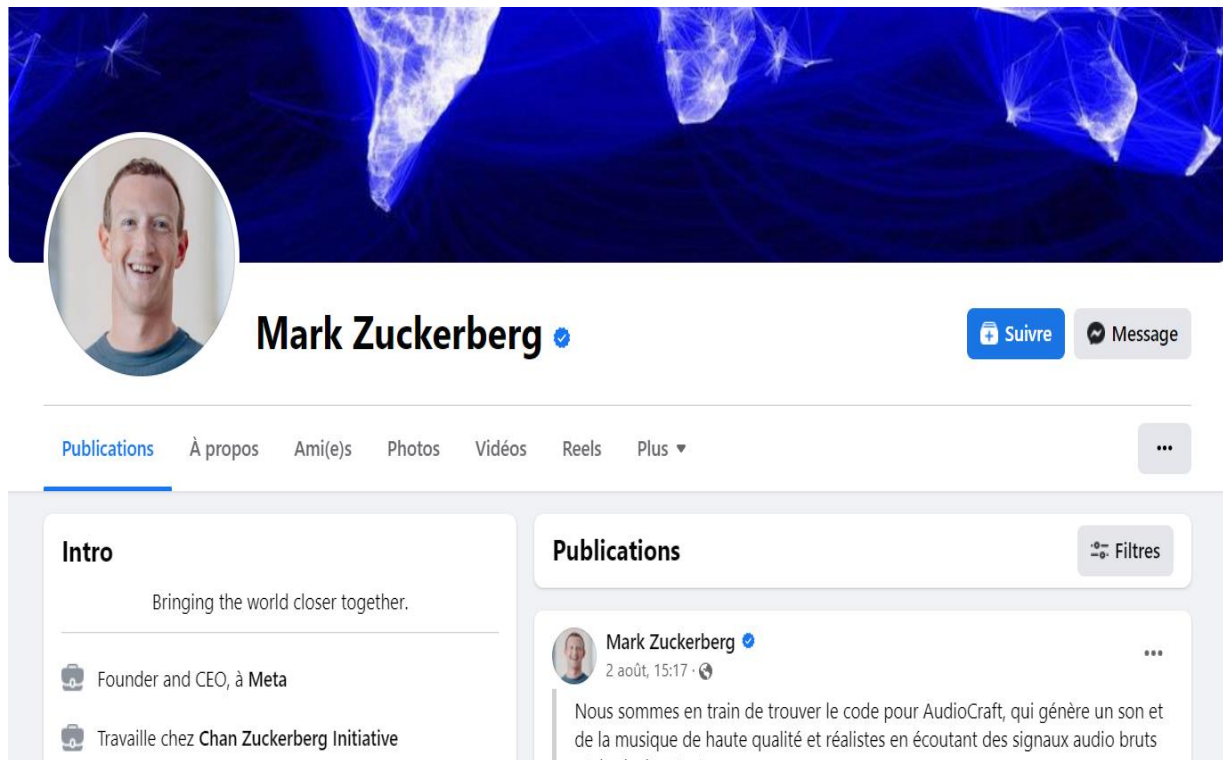 Mark Zuckerberg
Suivre
Message
Publications
À propos
Ami(e)s
Photos
Vidéos
Reels
Plus
Intro
Bringing the world closer together.
Founder and CEO, à Meta
Travaille chez Chan Zuckerberg Initiative
Publications
Filtres
Mark Zuckerberg
2 août, 15:17 ·
Nous sommes en train de trouver le code pour AudioCraft, qui génère un son et
de la musique de haute qualité et réalistes en écoutant des signaux audio bruts